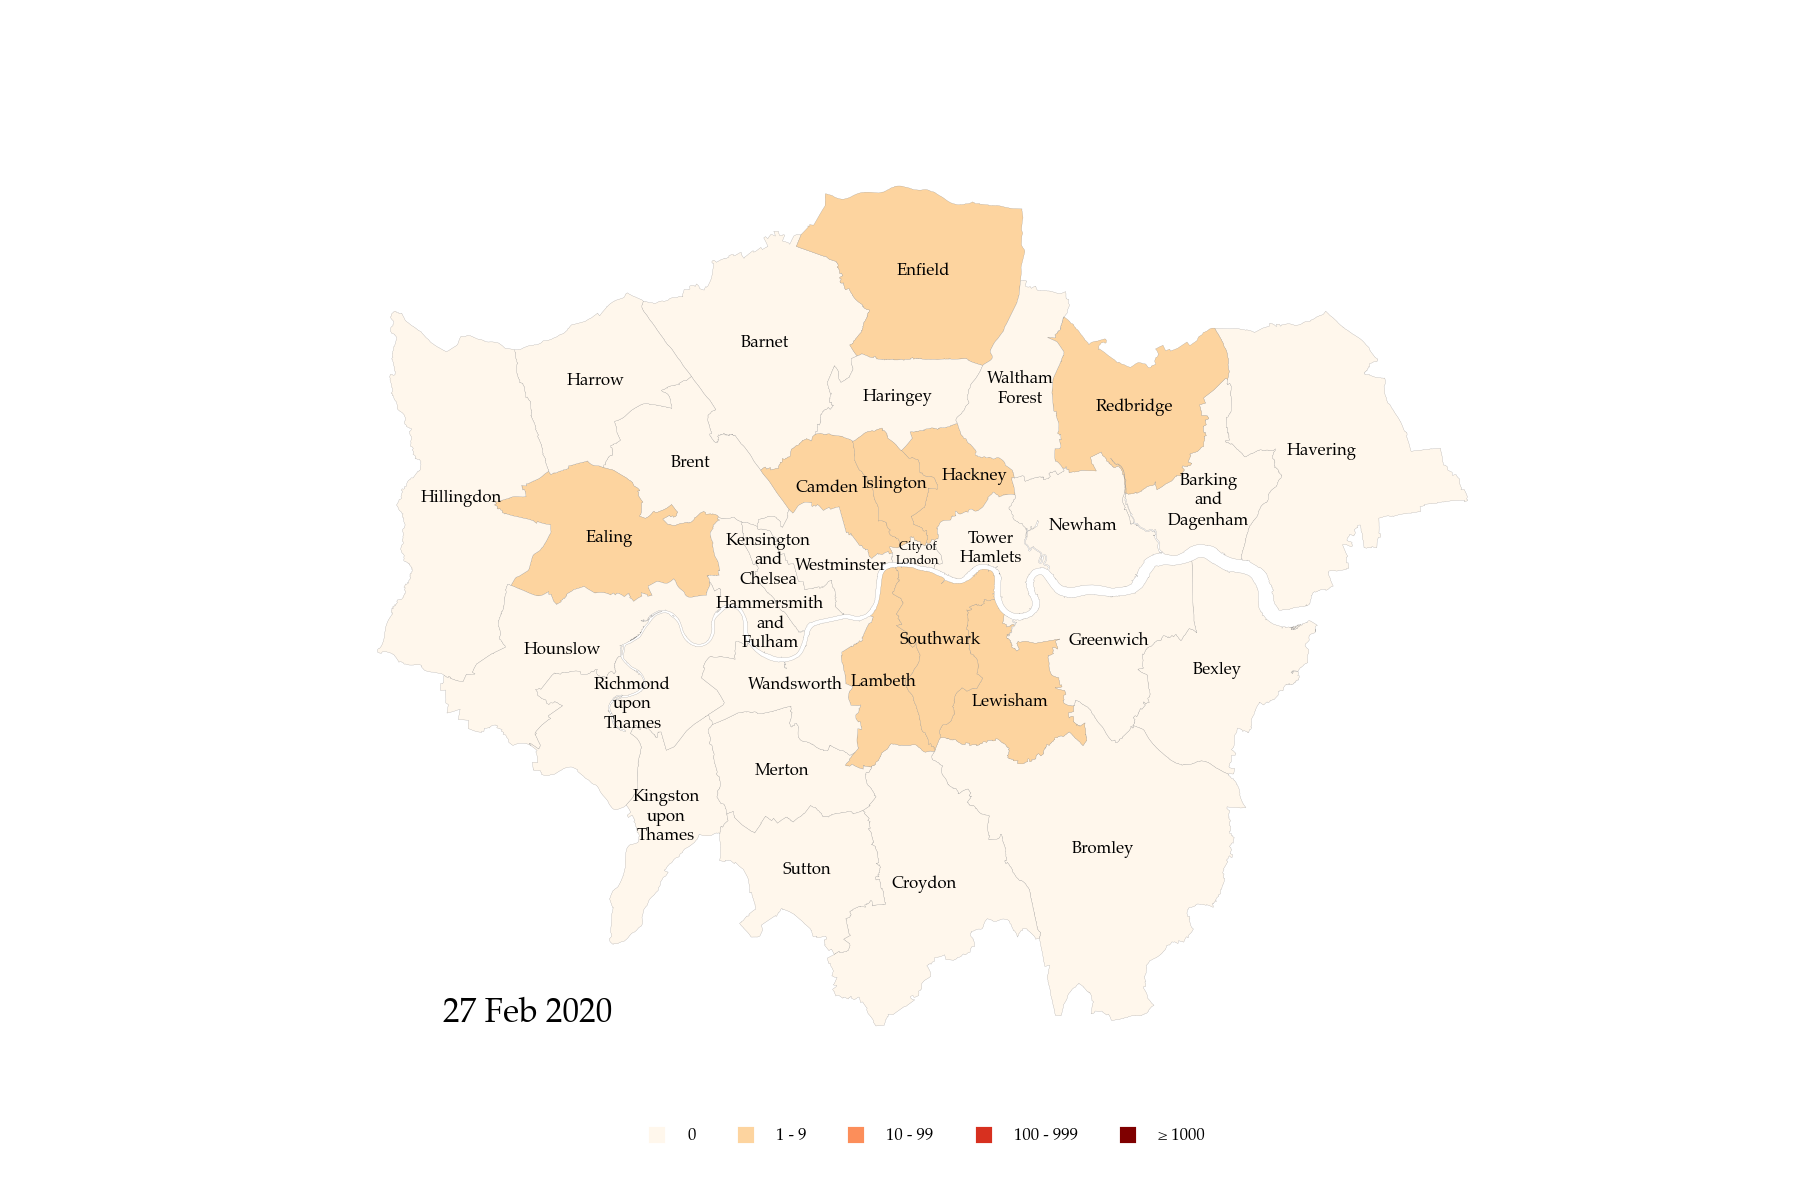 Enfield
Barnet
Harrow
Haringey
Waltham
Forest
Redbridge
Havering
Brent
Hillingdon
Camden
Islington
Hackney
Barking
and
Dagenham
Ealing
Newham
Kensington
and
Chelsea
Westminster
City of
London
Tower
Hamlets
Hammersmith
and
Fulham
Hounslow
Southwark
Greenwich
Bexley
Richmond
upon
Thames
Wandsworth
Lambeth
Lewisham
Merton
Kingston
upon
Thames
Sutton
Croydon
Bromley
27 Feb 2020
0 1 - 9 10 - 99 100 - 999 ≥ 1000